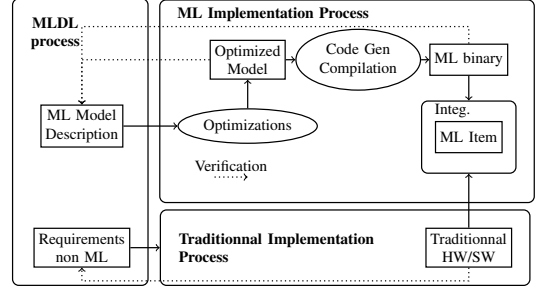 MLDL
process
ML Implementation Process
Optimized
Model
Code Gen
Compilation
ML binary
ML Model
Description
Optimizations
Integ.
ML Item
Verification
Requirements
non ML
Traditionnal Implementation
Process
Traditionnal
HW/SW